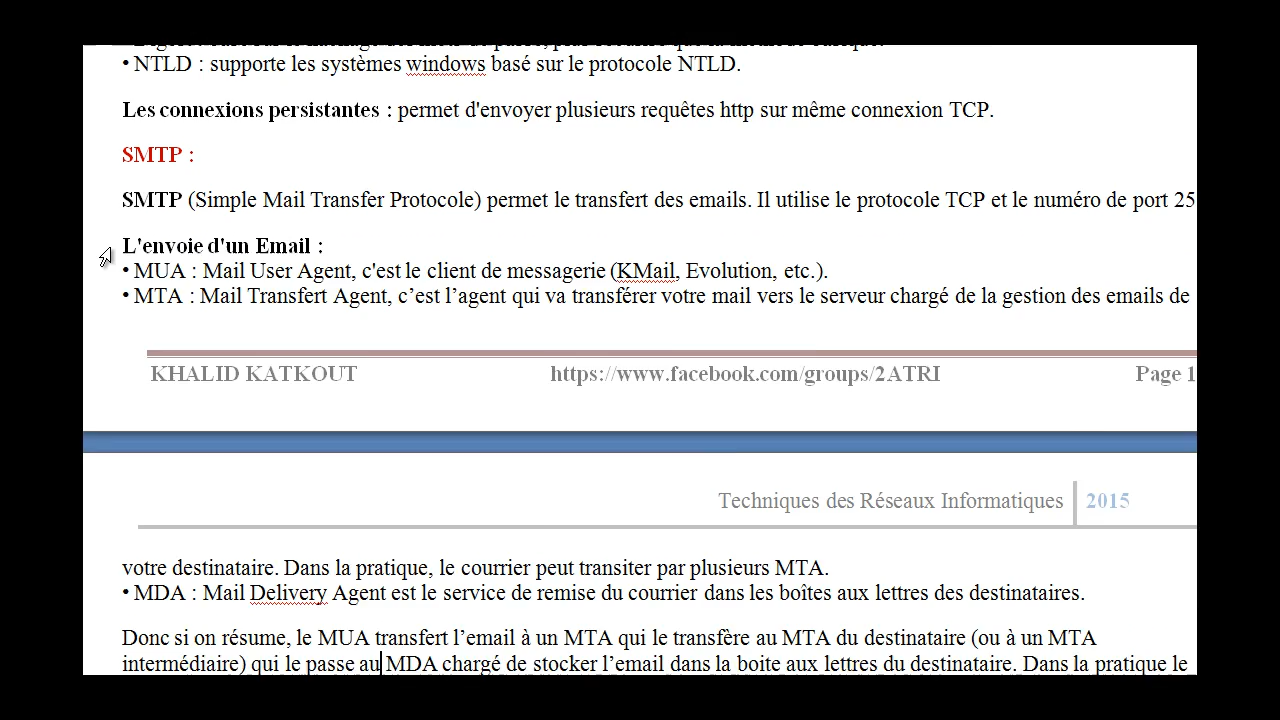 • NTLD : supporte les systèmes windows basé sur le protocole NTLD.
Les connexions persistantes : permet d'envoyer plusieurs requêtes http sur même connexion TCP.
SMTP :
SMTP (Simple Mail Transfer Protocole) permet le transfert des emails. Il utilise le protocole TCP et le numéro de port 25
L'envoie d'un Email :
• MUA : Mail User Agent, c'est le client de messagerie (KMail, Evolution, etc.).
• MTA : Mail Transfert Agent, c’est l’agent qui va transférer votre mail vers le serveur chargé de la gestion des emails de
KHALID KATKOUT https://www.facebook.com/groups/2ATRI Page 1
Techniques des Réseaux Informatiques 2015
votre destinataire. Dans la pratique, le courrier peut transiter par plusieurs MTA.
• MDA : Mail Delivery Agent est le service de remise du courrier dans les boîtes aux lettres des destinataires.
Donc si on résume, le MUA transfert l’email à un MTA qui le transfère au MTA du destinataire (ou à un MTA
intermédiaire) qui le passe au MDA chargé de stocker l’email dans la boite aux lettres du destinataire. Dans la pratique le